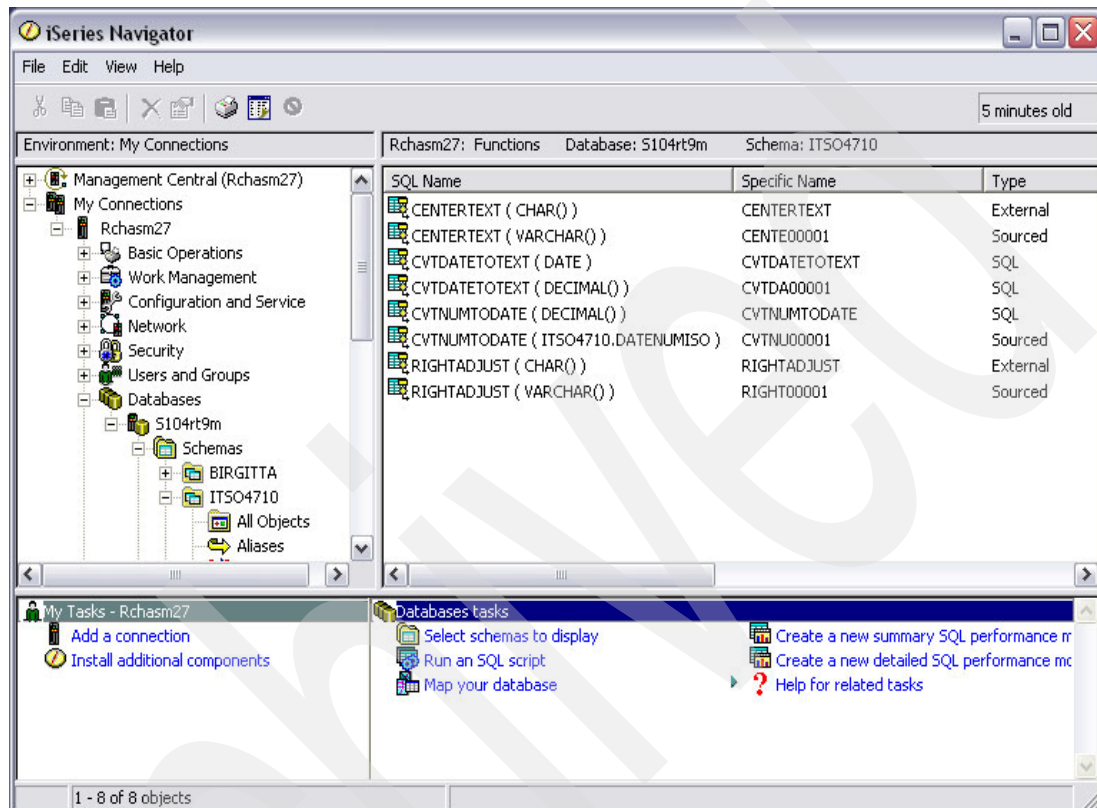 iSeries Navigator
File Edit View Help
5 minutes old
Environment: My Connections
Rchasm27: Functions Database: S104rt9m Schema: ITSO4710
Management Central (Rchasm27)
My Connections
Rchasm27
Basic Operations
Work Management
Configuration and Service
Network
Security
Users and Groups
Databases
S104rt9m
Schemas
BIRGITTA
ITSO4710
All Objects
Aliases
SQL Name Specific Name Type
CENTERTEXT ( CHAR() ) CENTERTEXT External
CENTERTEXT ( VARCHAR() ) CENTE00001 Sourced
CVTDATETOTEXT ( DATE ) CVTDATETOTEXT SQL
CVTDATETOTEXT ( DECIMAL() ) CVTDA00001 SQL
CVTNUMTODATE ( DECIMAL() ) CVTNUMTODATE SQL
CVTNUMTODATE ( ITSO4710.DATENUMISO ) CVTNU00001 Sourced
RIGHTADJUST ( CHAR() ) RIGHTADJUST External
RIGHTADJUST ( VARCHAR() ) RIGHT00001 Sourced
My Tasks - Rchasm27
Add a connection
Install additional components
Databases tasks
Select schemas to display
Run an SQL script
Map your database
Create a new summary SQL performance m
Create a new detailed SQL performance mc
? Help for related tasks
1 - 8 of 8 objects